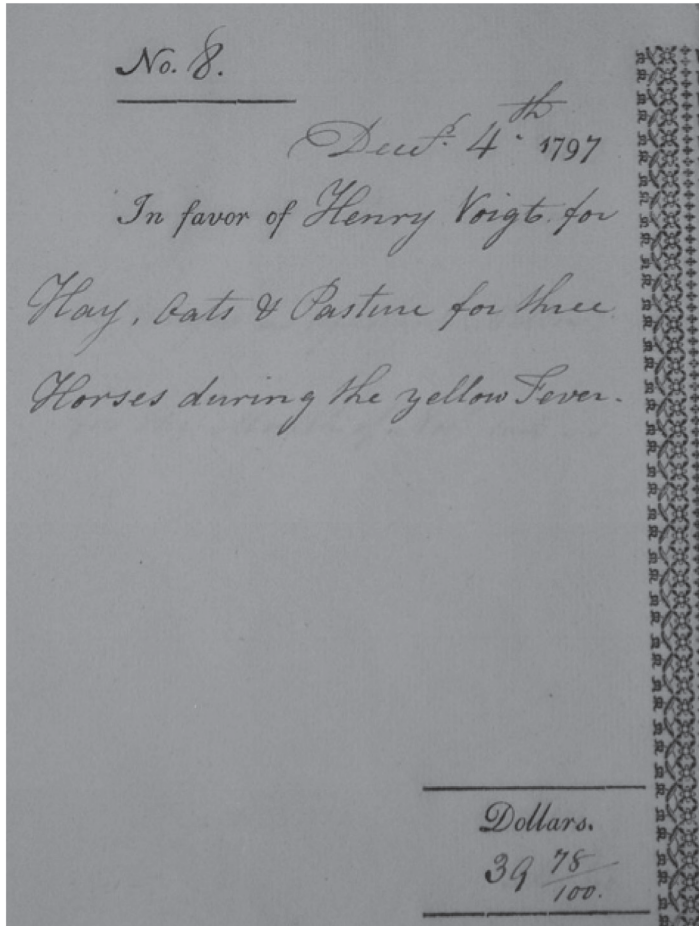 No. 8.
Decr. 4th. 1797
In favor of Henry Voigt for
Hay, Oats & Pasture for three
Horses during the yellow Fever.
Dollars.
39 78/100.